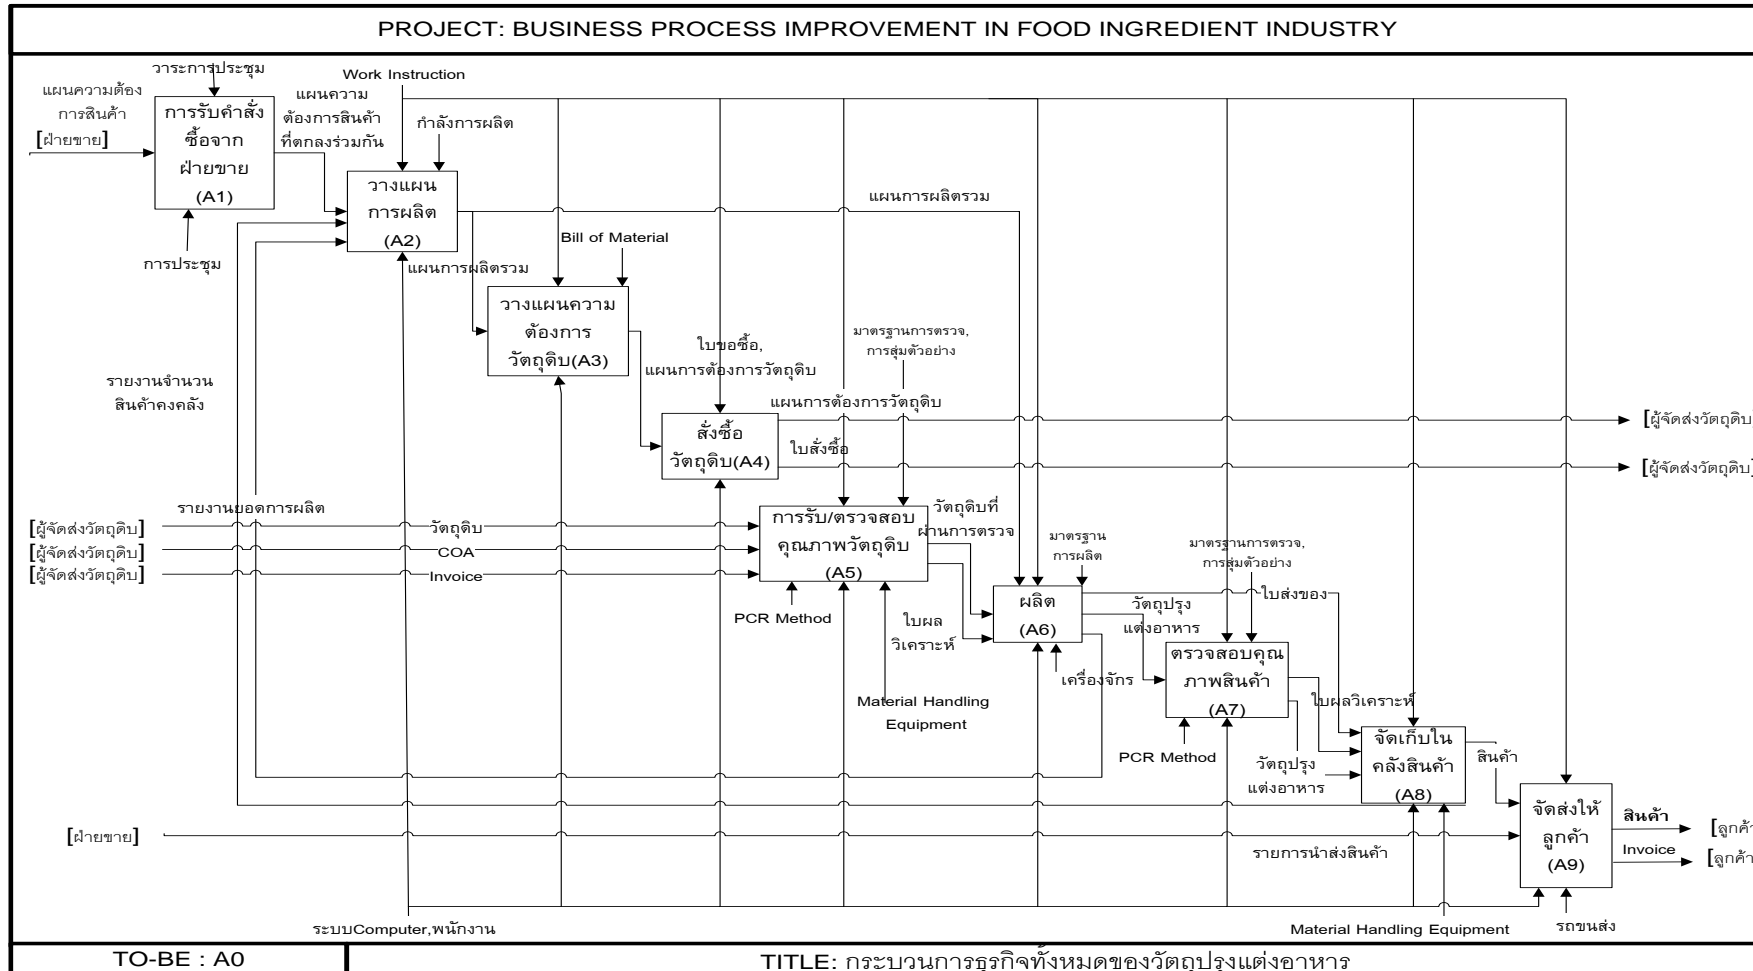 PROJECT: BUSINESS PROCESS IMPROVEMENT IN FOOD INGREDIENT INDUSTRY
วาระการประชุม
Work Instruction
แผนความต้อง
การสินค้า
[ฝ่ายขาย]
การรับคำสั่ง
ซื้อจาก
ฝ่ายขาย
(A1)
แผนความ
ต้องการสินค้า
ที่ตกลงร่วมกัน
กำลังการผลิต
วางแผน
การผลิต
(A2)
แผนการผลิตรวม
การประชุม
แผนการผลิตรวม
Bill of Material
วางแผนความ
ต้องการ
วัตถุดิบ(A3)
ใบขอซื้อ,
แผนการต้องการวัตถุดิบ
มาตรฐานการตรวจ,
การสุ่มตัวอย่าง
รายงานจำนวน
สินค้าคงคลัง
แผนการต้องการวัตถุดิบ
[ผู้จัดส่งวัตถุดิบ]
สั่งซื้อ
วัตถุดิบ(A4)
ใบสั่งซื้อ
[ผู้จัดส่งวัตถุดิบ]
รายงานยอดการผลิต
[ผู้จัดส่งวัตถุดิบ]
วัตถุดิบ
[ผู้จัดส่งวัตถุดิบ]
COA
[ผู้จัดส่งวัตถุดิบ]
Invoice
การรับ/ตรวจสอบ
คุณภาพวัตถุดิบ
(A5)
วัตถุดิบที่
ผ่านการตรวจ
มาตรฐาน
การผลิต
มาตรฐานการตรวจ,
การสุ่มตัวอย่าง
PCR Method
ใบผล
วิเคราะห์
ผลิต
(A6)
วัตถุปรุง
แต่งอาหาร
ใบส่งของ
เครื่องจักร
Material Handling
Equipment
ตรวจสอบคุณ
ภาพสินค้า
(A7)
ใบผลวิเคราะห์
PCR Method
วัตถุปรุง
แต่งอาหาร
จัดเก็บใน
คลังสินค้า
(A8)
สินค้า
[ฝ่ายขาย]
รายการนำส่งสินค้า
จัดส่งให้
ลูกค้า
(A9)
สินค้า
[ลูกค้า
Invoice
[ลูกค้า
ระบบComputer,พนักงาน
Material Handling Equipment
รถขนส่ง
TO-BE : A0
TITLE: กระบวนการธุรกิจทั้งหมดของวัตถุปรุงแต่งอาหาร